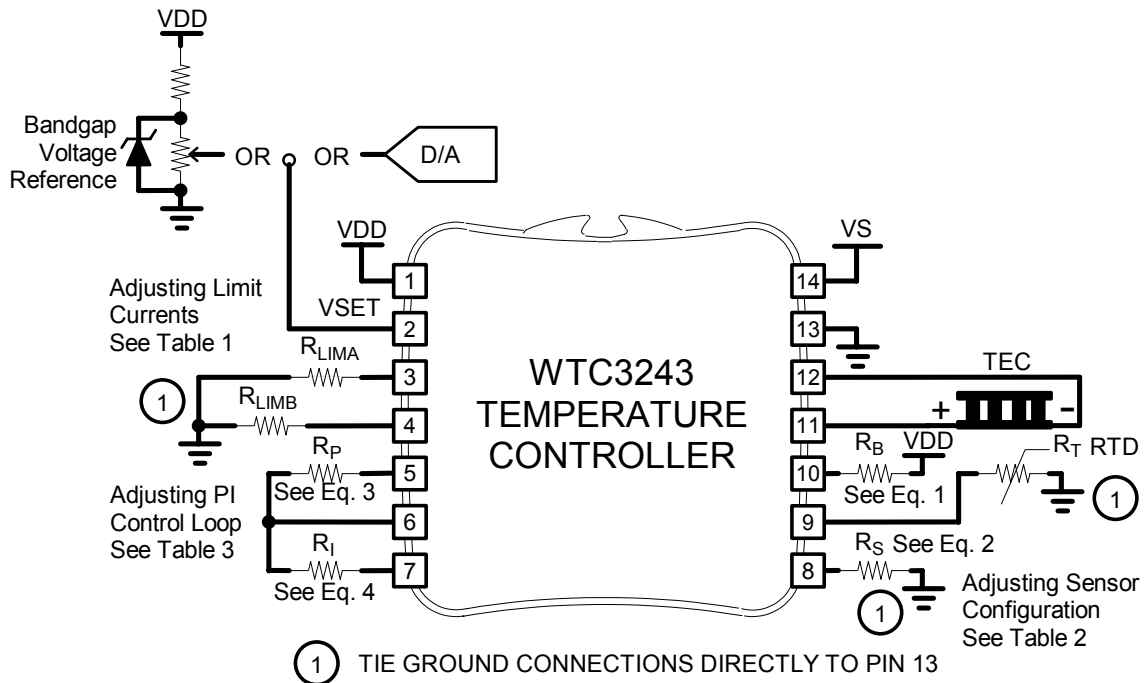 VDD
Bandgap
Voltage
Reference
OR
OR
D/A
VDD
VS
Adjusting Limit
Currents
See Table 1
VSET
1
2
3
4
5
6
7
14
13
12
11
10
9
8
WTC3243
TEMPERATURE
CONTROLLER
RLIMA
RLIMB
1
RP
See Eq. 3
Adjusting PI
Control Loop
See Table 3
RI
See Eq. 4
TEC
+
-
RB
VDD
See Eq. 1
RT RTD
1
RS See Eq. 2
1
Adjusting Sensor
Configuration
See Table 2
1 TIE GROUND CONNECTIONS DIRECTLY TO PIN 13